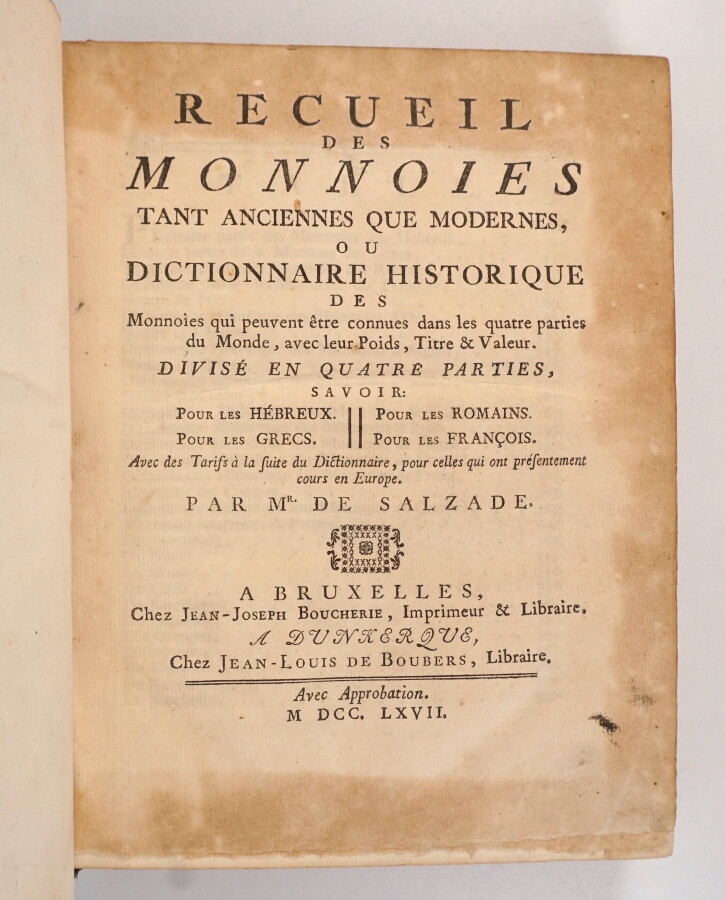 RECUEIL
DES
MONNOIES
TANT ANCIENNES QUE MODERNES,
OU
DICTIONNAIRE HISTORIQUE
DES
Monnoies qui peuvent être connues dans les quatre parties
du Monde, avec leur Poids, Titre & Valeur.
DIVISÉ EN QUATRE PARTIES,
SAVOIR:
POUR LES HÉBREUX. || POUR LES ROMAINS.
POUR LES GRECS. || POUR LES FRANÇOIS.
Avec des Tarifs à la ſuite du Dictionnaire, pour celles qui ont préſentement
cours en Europe.
PAR MR. DE SALZADE.
A BRUXELLES,
Chez JEAN-JOSEPH BOUCHERIE, Imprimeur & Libraire.
A DUNKERQUE,
Chez JEAN-LOUIS DE BOUBERS, Libraire.
Avec Approbation.
M DCC. LXVII.